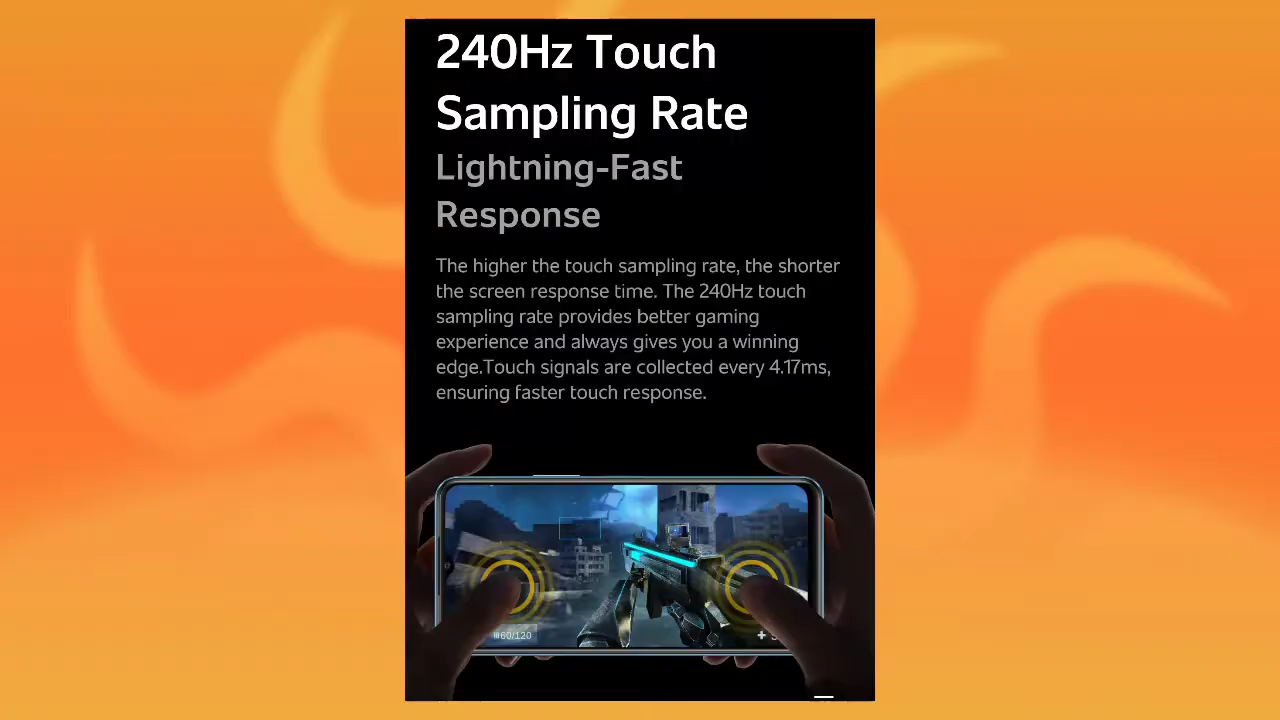 240Hz Touch
Sampling Rate
Lightning-Fast
Response
The higher the touch sampling rate, the shorter
the screen response time. The 240Hz touch
sampling rate provides better gaming
experience and always gives you a winning
edge.Touch signals are collected every 4.17ms,
ensuring faster touch response.
60/120